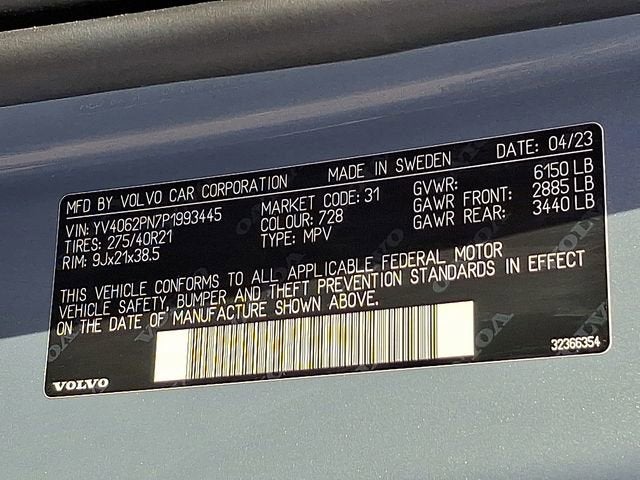 MFD BY VOLVO CAR CORPORATION MADE IN SWEDEN DATE: 04/23
VIN: YV4062PN7P1993445 MARKET CODE: 31 GVWR: 6150 LB
TIRES: 275/40R21 COLOUR: 728 GAWR FRONT: 2885 LB
RIM: 9Jx21x38.5 TYPE: MPV GAWR REAR: 3440 LB
THIS VEHICLE CONFORMS TO ALL APPLICABLE FEDERAL MOTOR
VEHICLE SAFETY, BUMPER AND THEFT PREVENTION STANDARDS IN EFFECT
ON THE DATE OF MANUFACTURE SHOWN ABOVE.
VOLVO 32366354